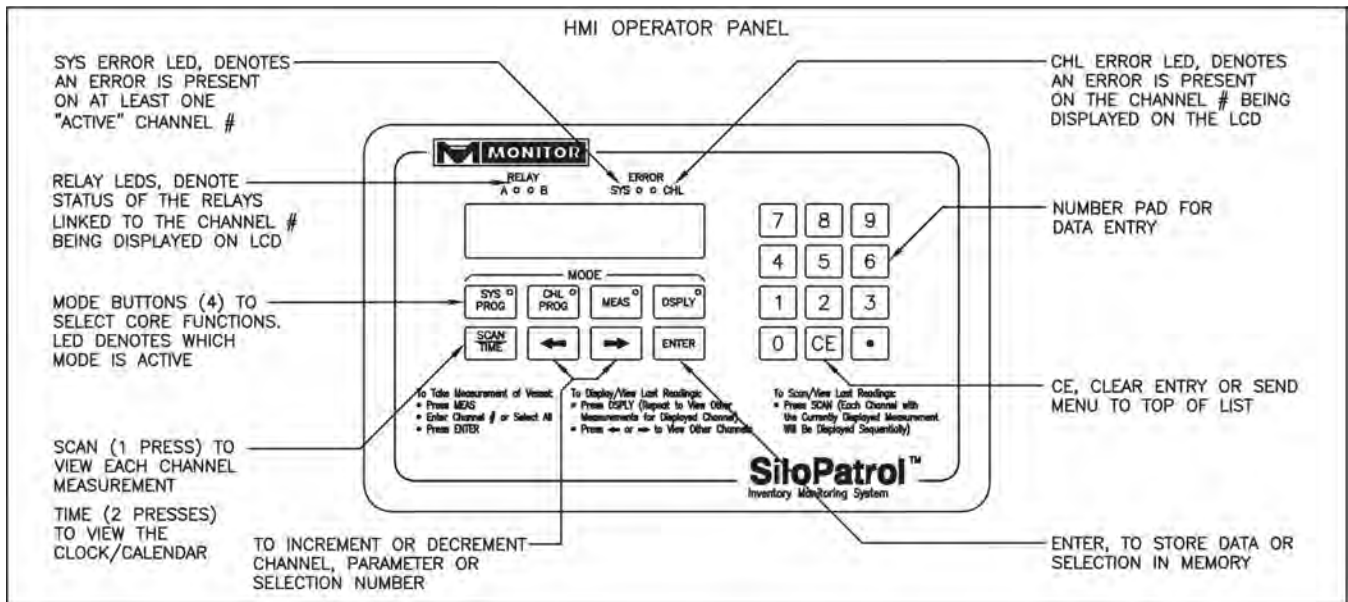 HMI OPERATOR PANEL
SYS ERROR LED, DENOTES
AN ERROR IS PRESENT
ON AT LEAST ONE
"ACTIVE" CHANNEL #
CHL ERROR LED, DENOTES
AN ERROR IS PRESENT
ON THE CHANNEL # BEING
DISPLAYED ON THE LCD
RELAY LEDS, DENOTE
STATUS OF THE RELAYS
LINKED TO THE CHANNEL #
BEING DISPLAYED ON LCD
MODE BUTTONS (4) TO
SELECT CORE FUNCTIONS.
LED DENOTES WHICH
MODE IS ACTIVE
SCAN (1 PRESS) TO
VIEW EACH CHANNEL
MEASUREMENT
TIME (2 PRESSES)
TO VIEW THE
CLOCK/CALENDAR
MONITOR
RELAY
A B
ERROR
SYS CHL
MODE
SYS PROG
CHL PROG
MEAS
DSPLY
SCAN
TIME
ENTER
7 8 9
4 5 6
1 2 3
0 CE •
To Take Measurement of Vessel:
• Press MEAS
• Enter Channel # or Select All
• Press ENTER
To Display/View Last Readings:
• Press DSPLY (Repeat to View Other
Measurements for Displayed Channel)
• Press ← or → to View Other Channels
To Scan/View Last Readings:
• Press SCAN (Each Channel with
the Currently Displayed Measurement
Will Be Displayed Sequentially)
SiloPatrol™
Inventory Monitoring System
NUMBER PAD FOR
DATA ENTRY
CE, CLEAR ENTRY OR SEND
MENU TO TOP OF LIST
TO INCREMENT OR DECREMENT
CHANNEL, PARAMETER OR
SELECTION NUMBER
ENTER, TO STORE DATA OR
SELECTION IN MEMORY